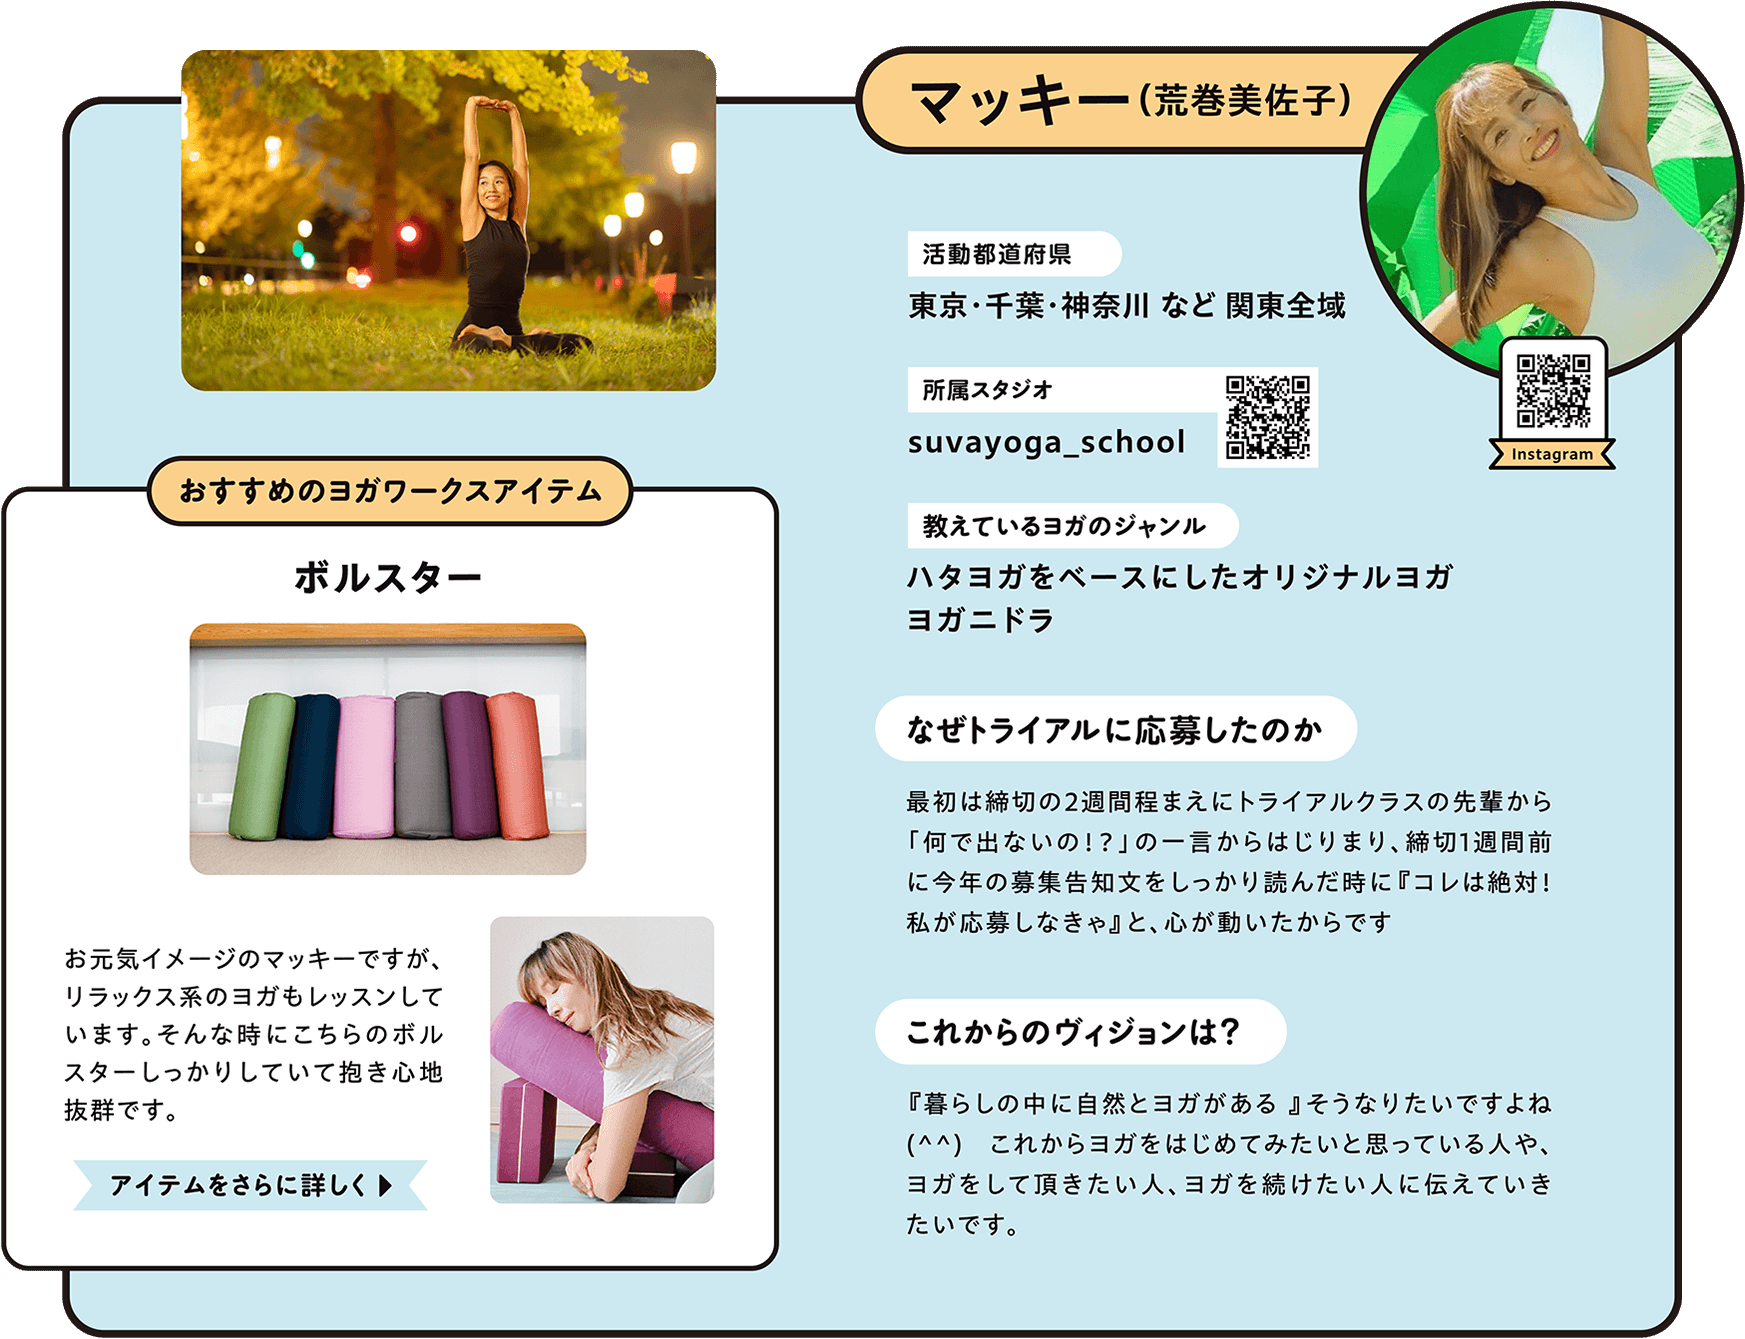 マッキー（荒巻美佐子）
活動都道府県
東京・千葉・神奈川 など 関東全域
所属スタジオ
suvayoga_school
Instagram
教えているヨガのジャンル
ハタヨガをベースにしたオリジナルヨガ
ヨガニドラ
なぜトライアルに応募したのか
最初は締切の2週間程まえにトライアルクラスの先輩から
「何で出ないの！？」の一言からはじりまり、締切1週間前
に今年の募集告知文をしっかり読んだ時に『コレは絶対！
私が応募しなきゃ』と、心が動いたからです
これからのヴィジョンは？
『暮らしの中に自然とヨガがある 』そうなりたいですよね
(^^)　これからヨガをはじめてみたいと思っている人や、
ヨガをして頂きたい人、ヨガを続けたい人に伝えていき
たいです。
おすすめのヨガワークスアイテム
ボルスター
お元気イメージのマッキーですが、
リラックス系のヨガもレッスンして
います。そんな時にこちらのボル
スターしっかりしていて抱き心地
抜群です。
アイテムをさらに詳しく▶